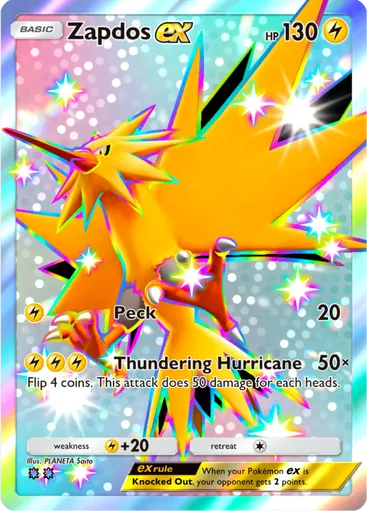 BASIC Zapdos ex HP 130
Peck 20
Thundering Hurricane 50×
Flip 4 coins. This attack does 50 damage for each heads.
weakness +20 retreat
Illus. PLANETA Saito
ex rule When your Pokémon ex is
Knocked Out, your opponent gets 2 points.